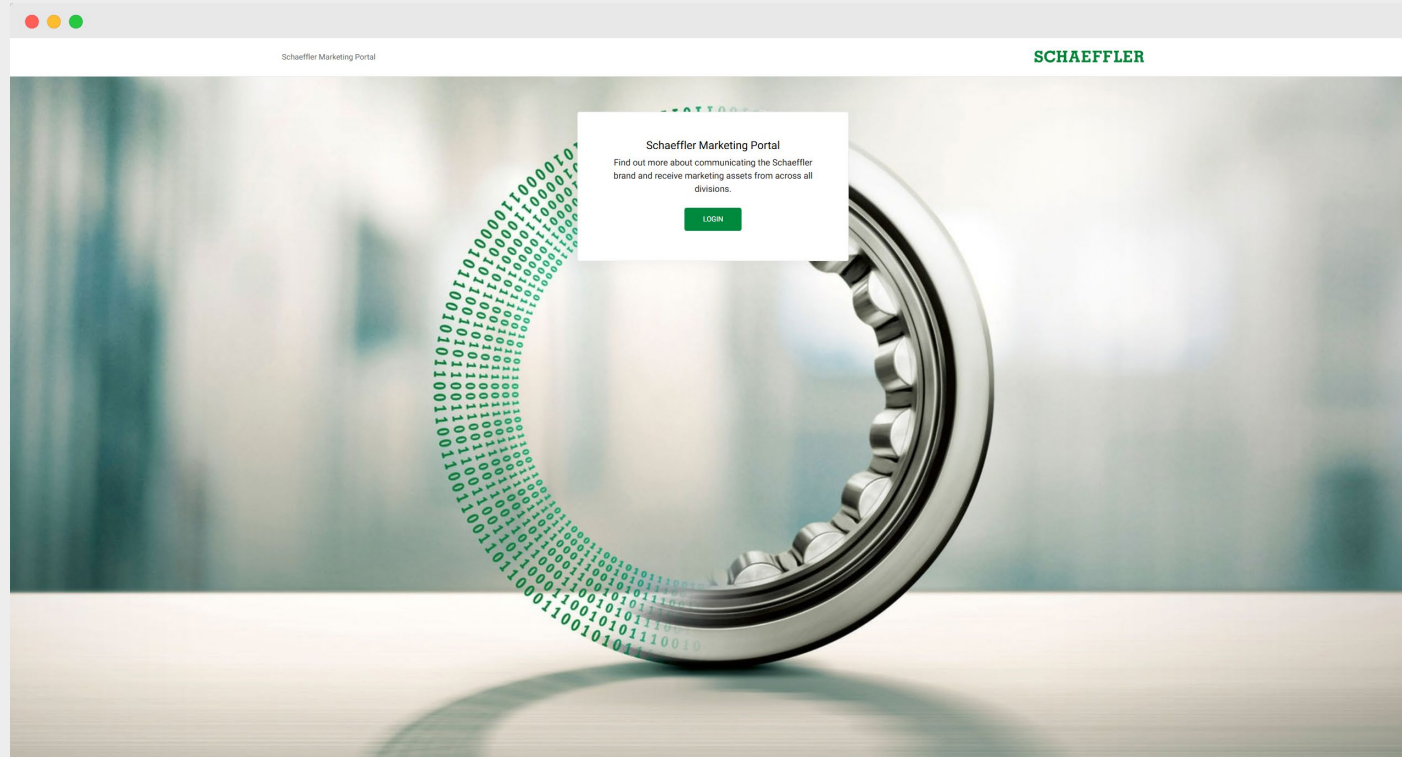 Schaeffler Marketing Portal
SCHAEFFLER
Schaeffler Marketing Portal
Find out more about communicating the Schaeffler
brand and receive marketing assets from across all
divisions.
LOGIN